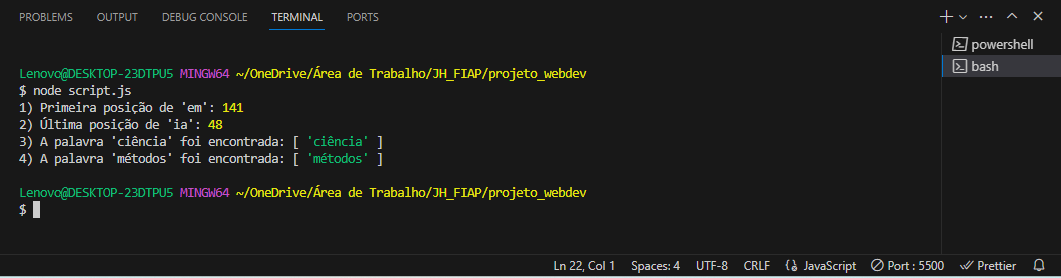 PROBLEMS OUTPUT DEBUG CONSOLE TERMINAL PORTS
powershell
bash
Lenovo@DESKTOP-23DTPU5 MINGW64 ~/OneDrive/Área de Trabalho/JH_FIAP/projeto_webdev
$ node script.js
1) Primeira posição de 'em': 141
2) Última posição de 'ia': 48
3) A palavra 'ciência' foi encontrada: [ 'ciência' ]
4) A palavra 'métodos' foi encontrada: [ 'métodos' ]
Lenovo@DESKTOP-23DTPU5 MINGW64 ~/OneDrive/Área de Trabalho/JH_FIAP/projeto_webdev
$
Ln 22, Col 1 Spaces: 4 UTF-8 CRLF {} JavaScript Port : 5500 Prettier